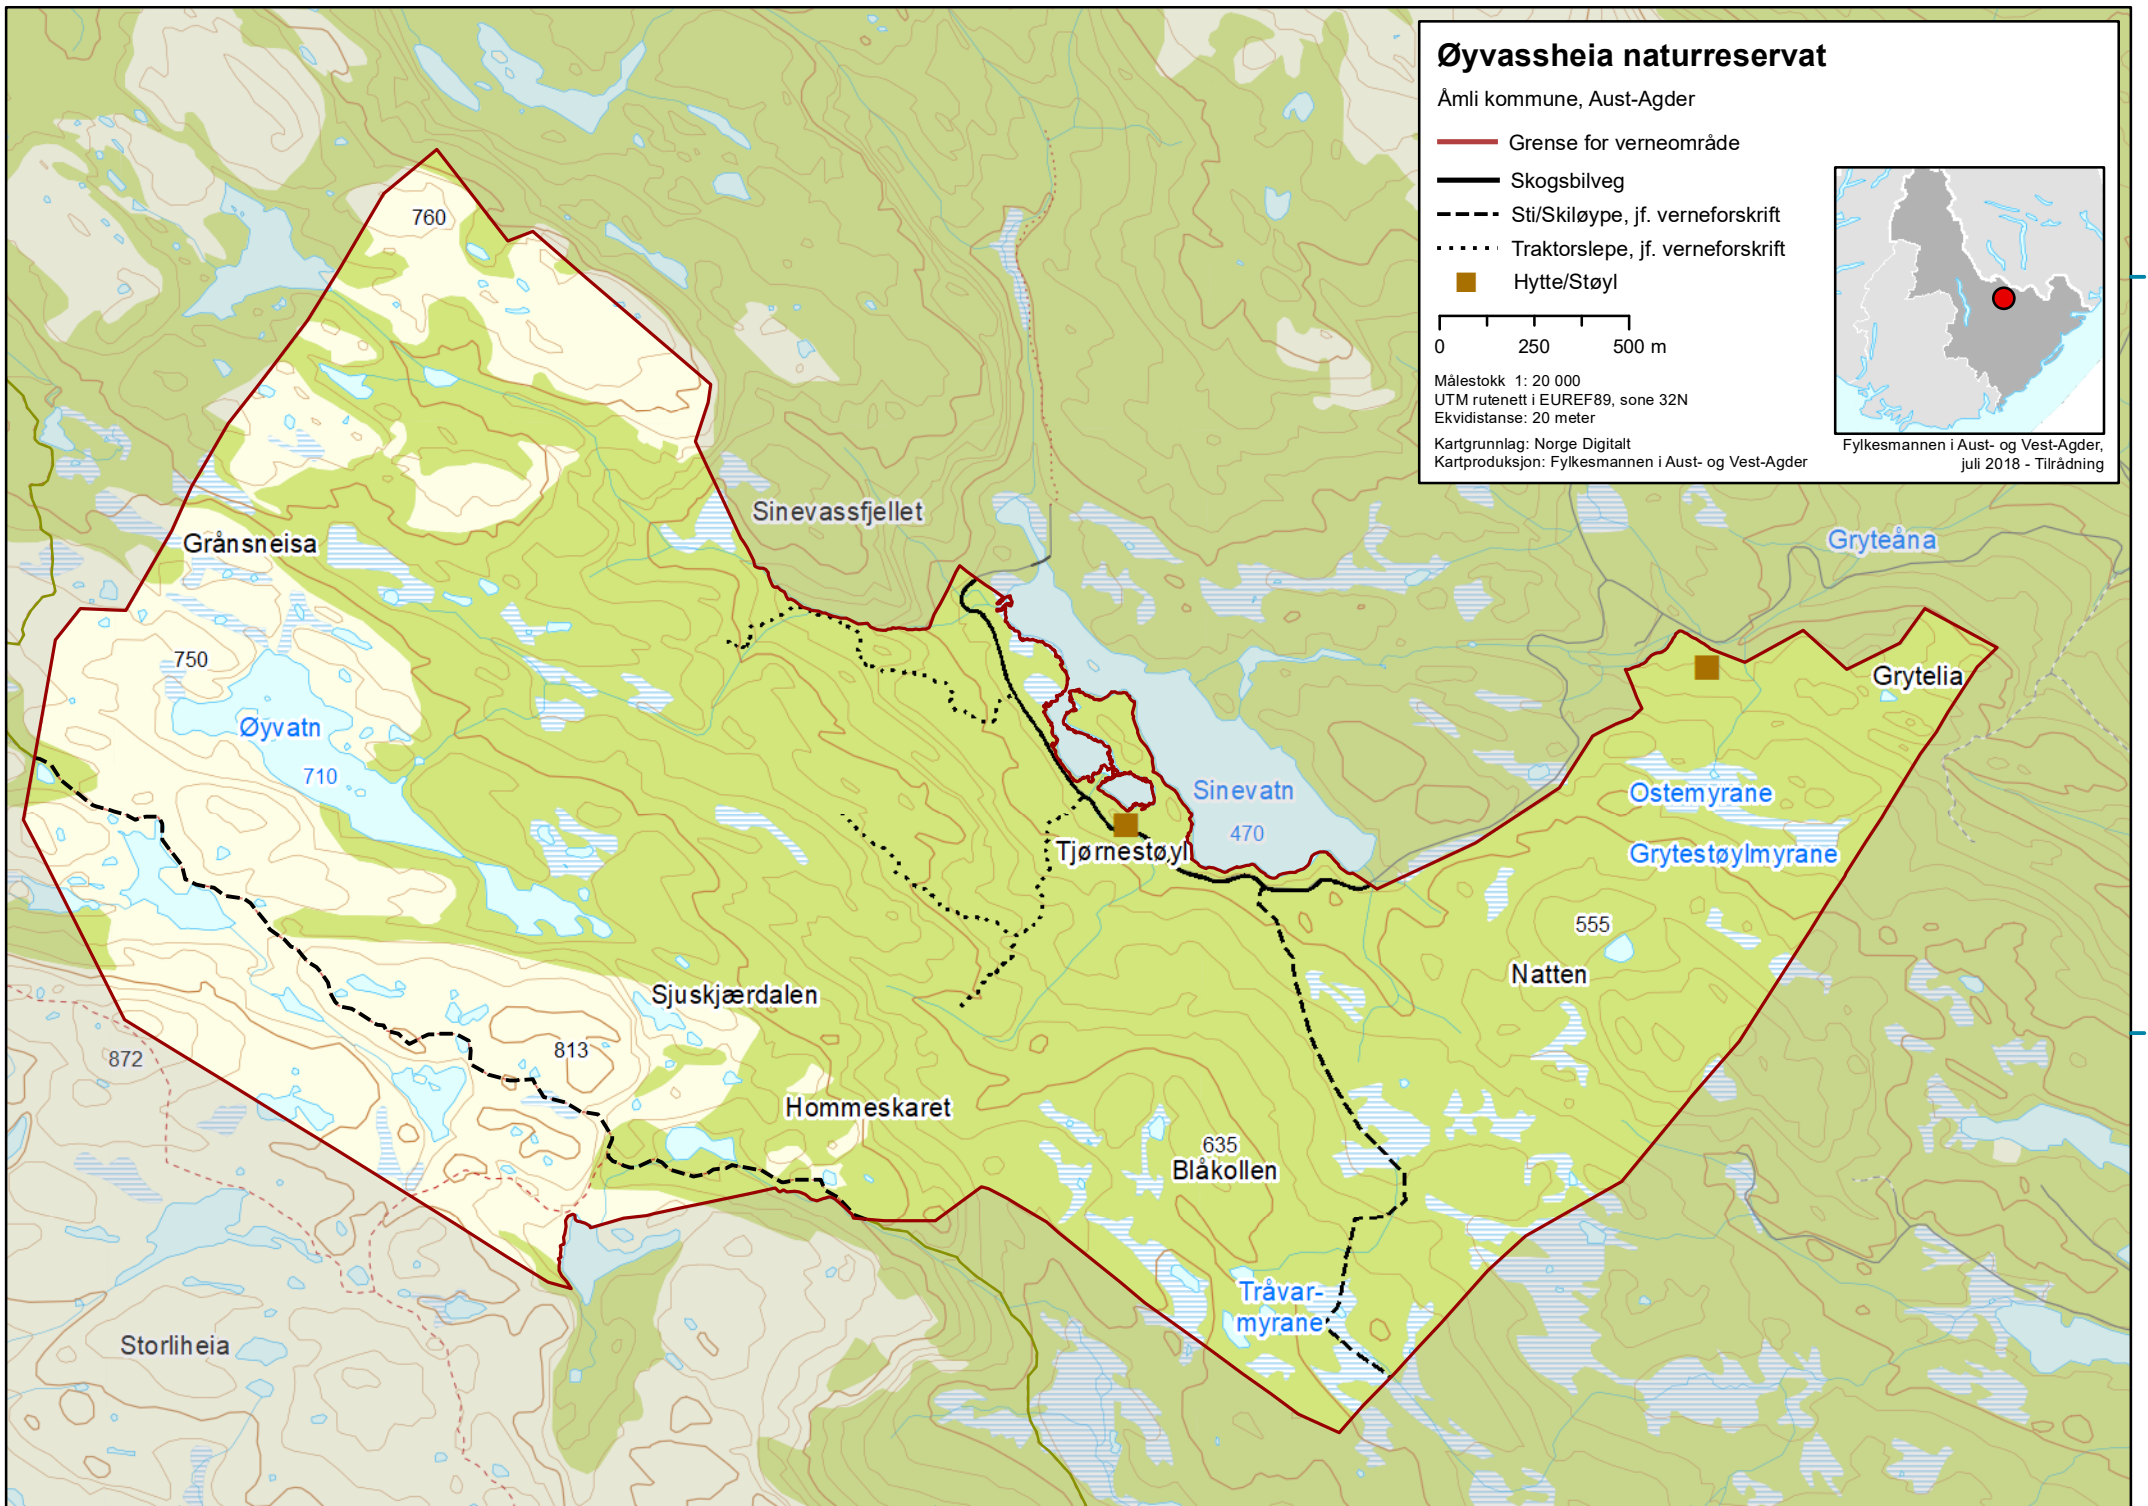 Øyvassheia naturreservat
Åmli kommune, Aust-Agder
Grense for verneområde
Skogsbilveg
Sti/Skiløype, jf. verneforskrift
Traktorslepe, jf. verneforskrift
Hytte/Støyl
0 250 500 m
Målestokk 1: 20 000
UTM rutenett i EUREF89, sone 32N
Ekvidistanse: 20 meter
Kartgrunnlag: Norge Digitalt
Kartproduksjon: Fylkesmannen i Aust- og Vest-Agder
Fylkesmannen i Aust- og Vest-Agder,
juli 2018 - Tilrådning
760
Sinevassfjellet
Grånsneisa
Gryteåna
750
Grytelia
Øyvatn
710
Sinevatn
470
Ostemyrane
Tjørnestøyl
Grytestøylmyrane
555
Natten
Sjuskjærdalen
813
872
Hommeskaret
635
Blåkollen
Tråvar-
myrane
Storliheia